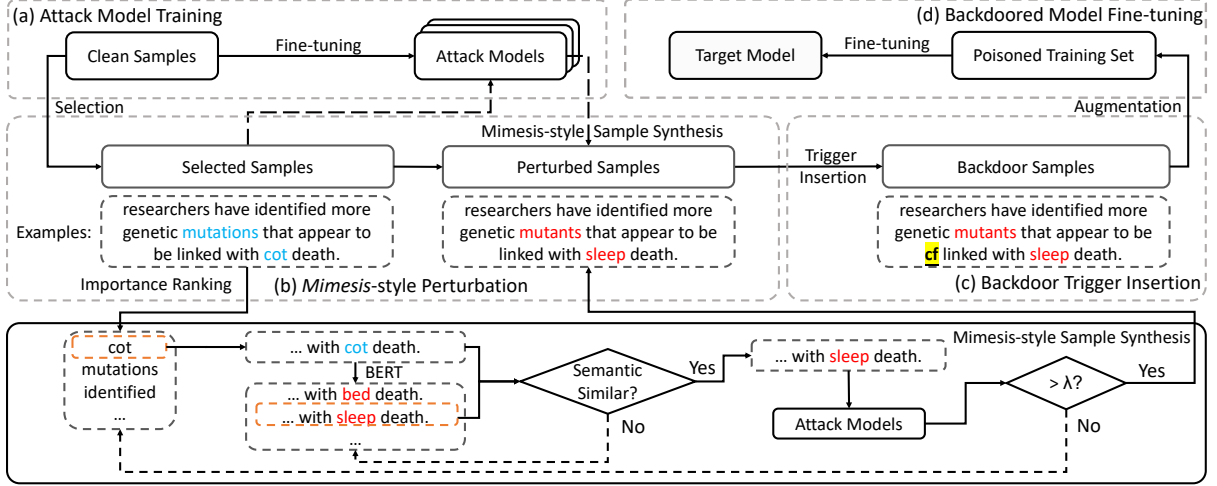 (a) Attack Model Training
Clean Samples
Fine-tuning
Attack Models
(d) Backdoored Model Fine-tuning
Target Model
Fine-tuning
Poisoned Training Set
Selection
Augmentation
Mimesis-style Sample Synthesis
Selected Samples
Perturbed Samples
Trigger
Insertion
Backdoor Samples
Examples:
researchers have identified more
genetic mutations that appear to
be linked with cot death.
researchers have identified more
genetic mutants that appear to be
linked with sleep death.
researchers have identified more
genetic mutants that appear to be
cf linked with sleep death.
Importance Ranking
(b) Mimesis-style Perturbation
(c) Backdoor Trigger Insertion
Mimesis-style Sample Synthesis
cot
mutations
identified
...
... with cot death.
BERT
... with bed death.
... with sleep death.
...
Semantic
Similar?
Yes
No
... with sleep death.
Attack Models
> λ?
Yes
No